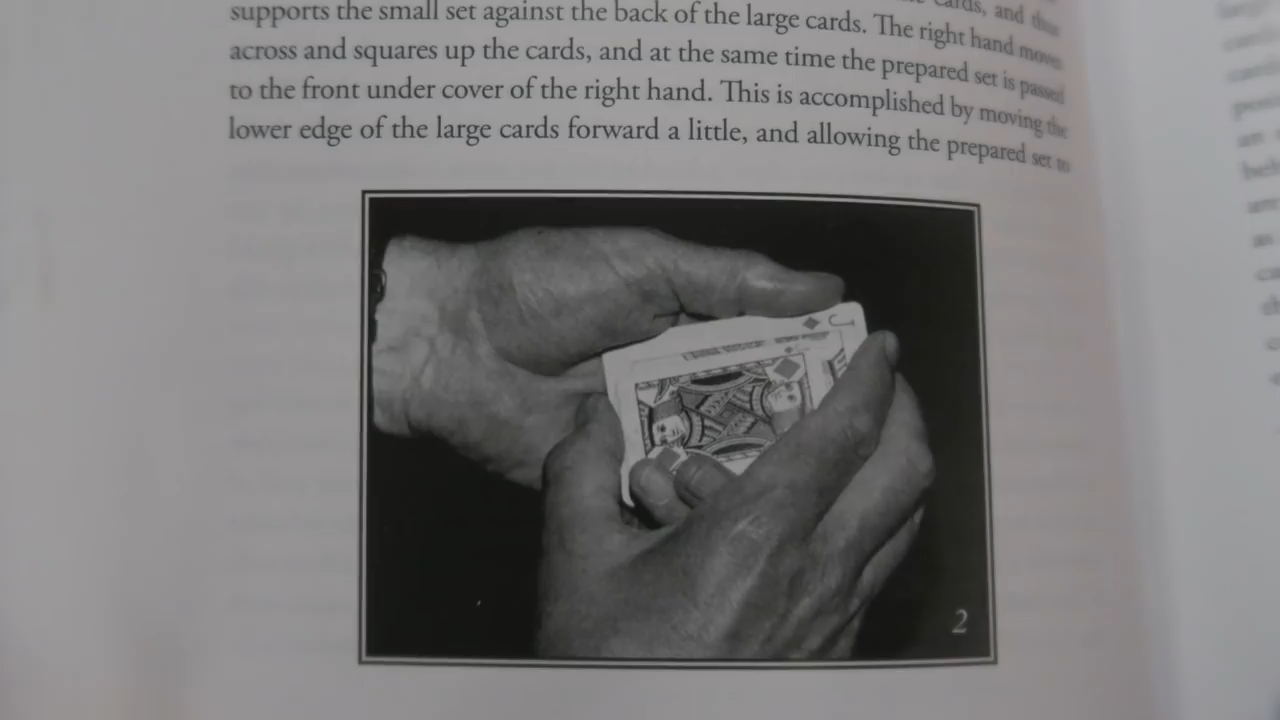 cards, and thus
supports the small set against the back of the large cards. The right hand moves
across and squares up the cards, and at the same time the prepared set is passed
to the front under cover of the right hand. This is accomplished by moving the
lower edge of the large cards forward a little, and allowing the prepared set to
J
2